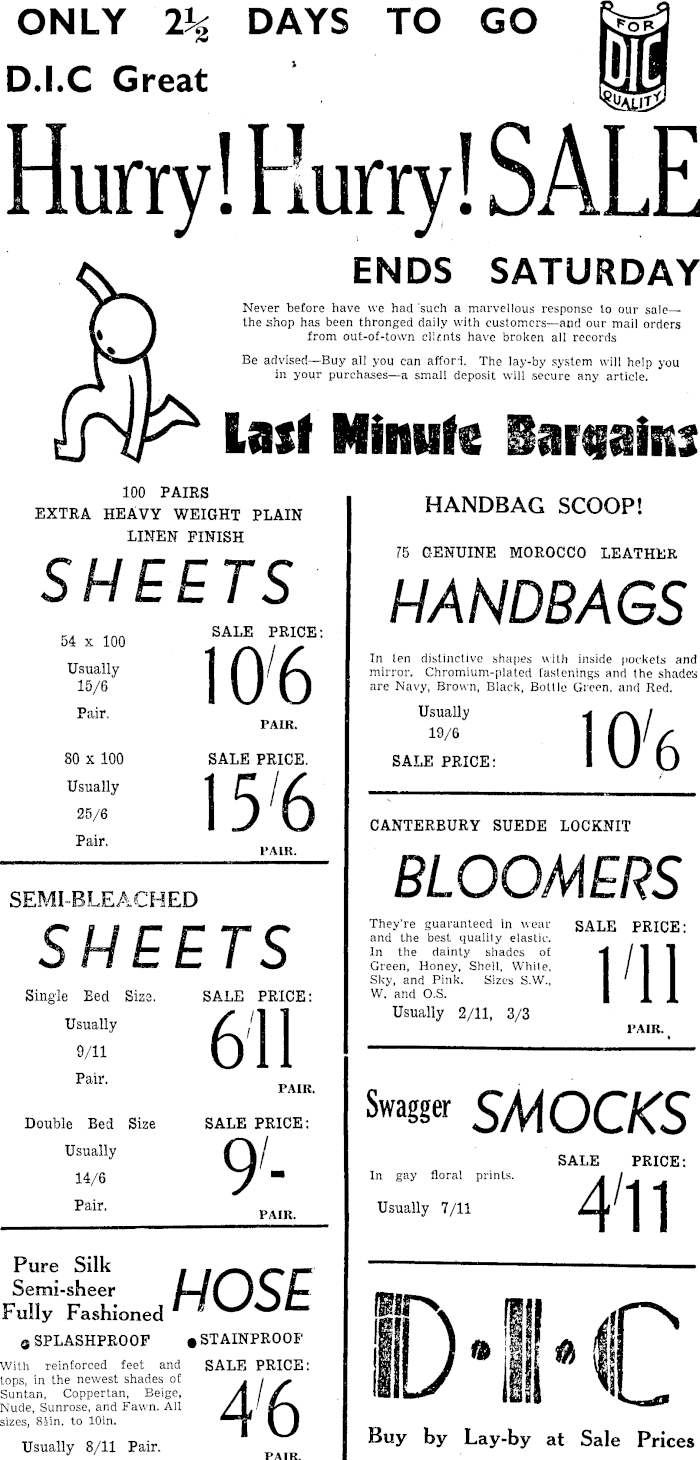 ONLY 2½ DAYS TO GO
FOR
DIC
QUALITY
D.I.C Great
Hurry! Hurry! SALE
ENDS SATURDAY
Never before have we had such a marvellous response to our sale—
the shop has been thronged daily with customers—and our mail orders
from out-of-town clients have broken all records
Be advised—Buy all you can afford. The lay-by system will help you
in your purchases—a small deposit will secure any article.
Last Minute Bargains
100 PAIRS
EXTRA HEAVY WEIGHT PLAIN
LINEN FINISH
SHEETS
54 x 100
Usually
15/6
Pair.
SALE PRICE:
10/6
PAIR.
80 x 100
Usually
25/6
Pair.
SALE PRICE.
15/6
PAIR.
SEMI-BLEACHED
SHEETS
Single Bed Size.
Usually
9/11
Pair.
SALE PRICE:
6/11
PAIR.
Double Bed Size
Usually
14/6
Pair.
SALE PRICE:
9/-
PAIR.
Pure Silk
Semi-sheer
Fully Fashioned
HOSE
SPLASHPROOF
STAINPROOF
With reinforced feet and
tops, in the newest shades of
Suntan, Coppertan, Beige,
Nude, Sunrose, and Fawn. All
sizes, 8½in. to 10in.
Usually 8/11 Pair.
SALE PRICE:
4/6
PAIR.
HANDBAG SCOOP!
75 GENUINE MOROCCO LEATHER
HANDBAGS
In ten distinctive shapes with inside pockets and
mirror. Chromium-plated fastenings and the shades
are Navy, Brown, Black, Bottle Green, and Red.
Usually
19/6
SALE PRICE:
10/6
CANTERBURY SUEDE LOCKNIT
BLOOMERS
They're guaranteed in wear
and the best quality elastic.
In the dainty shades of
Green, Honey, Shell, White,
Sky, and Pink. Sizes S.W.,
W. and O.S.
Usually 2/11, 3/3
SALE PRICE:
1/11
PAIR.
Swagger SMOCKS
In gay floral prints.
Usually 7/11
SALE PRICE:
4/11
D·I·C
Buy by Lay-by at Sale Prices